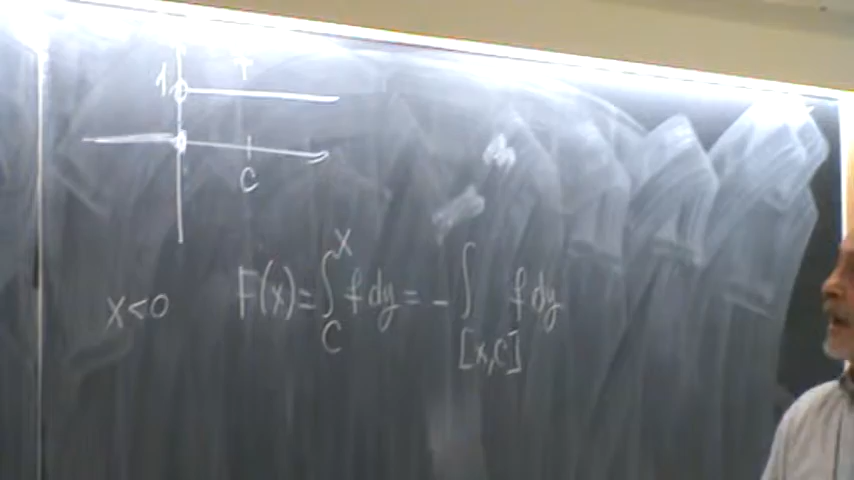 1
C
x<0 F(x) = ∫_C^x f dy = - ∫_[x,c] f dy